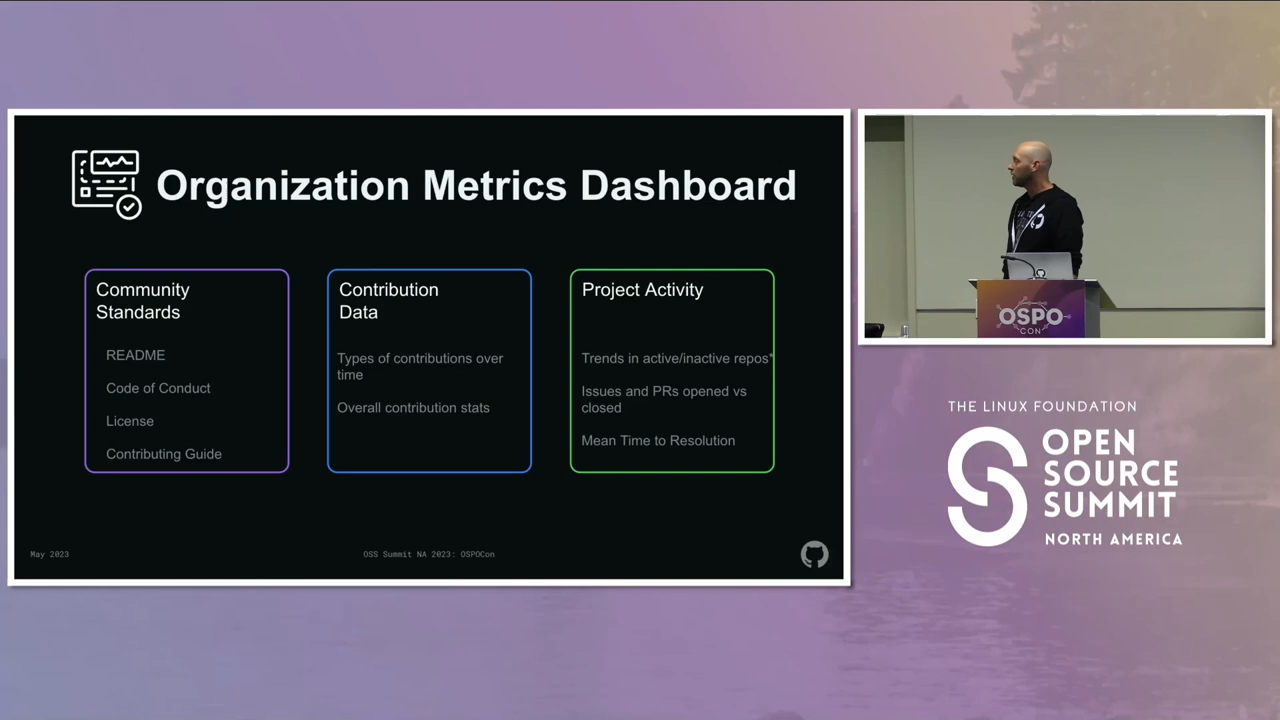 Organization Metrics Dashboard
Community
Standards
README
Code of Conduct
License
Contributing Guide
Contribution
Data
Types of contributions over
time
Overall contribution stats
Project Activity
Trends in active/inactive repos*
Issues and PRs opened vs
closed
Mean Time to Resolution
May 2023
OSS Summit NA 2023: OSPOCon
OSPO
CON
THE LINUX FOUNDATION
OPEN
SOURCE
SUMMIT
NORTH AMERICA